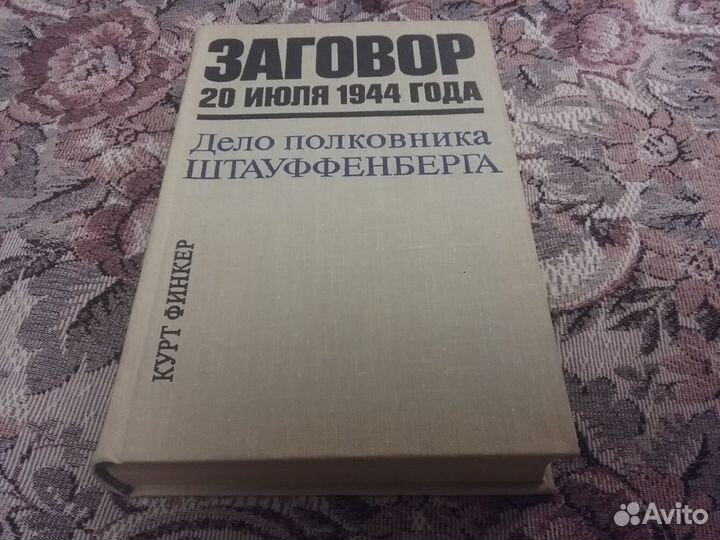 ЗАГОВОР
20 ИЮЛЯ 1944 ГОДА
Дело полковника
ШТАУФФЕНБЕРГА
КУРТ ФИНКЕР
Avito